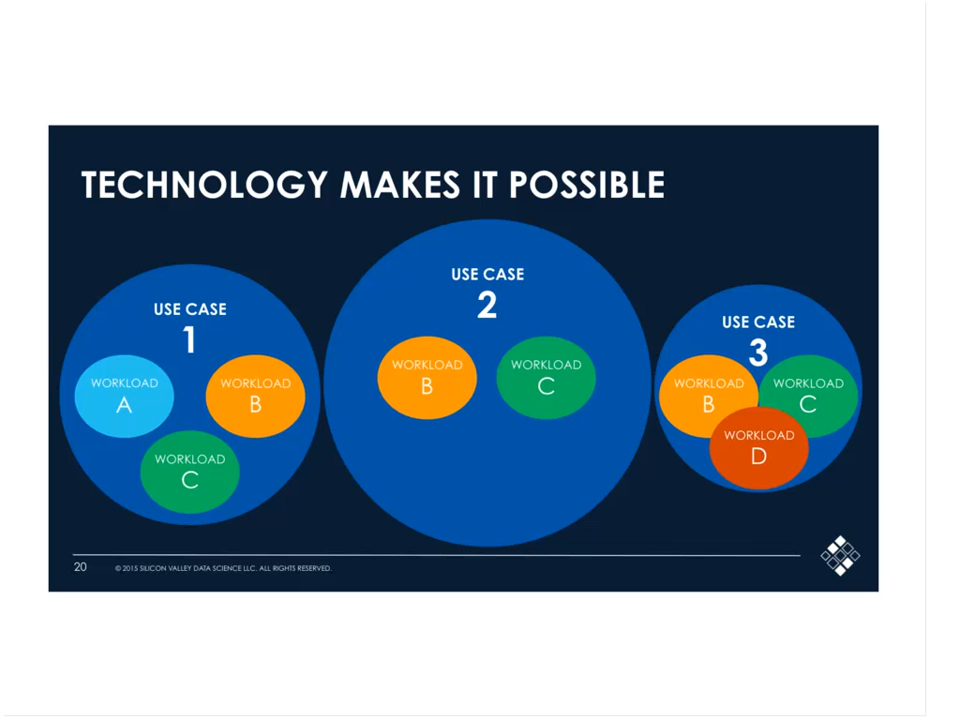 TECHNOLOGY MAKES IT POSSIBLE
USE CASE
1
WORKLOAD
A
WORKLOAD
B
WORKLOAD
C
USE CASE
2
WORKLOAD
B
WORKLOAD
C
USE CASE
3
WORKLOAD
B
WORKLOAD
C
WORKLOAD
D
20 © 2015 SILICON VALLEY DATA SCIENCE LLC. ALL RIGHTS RESERVED.